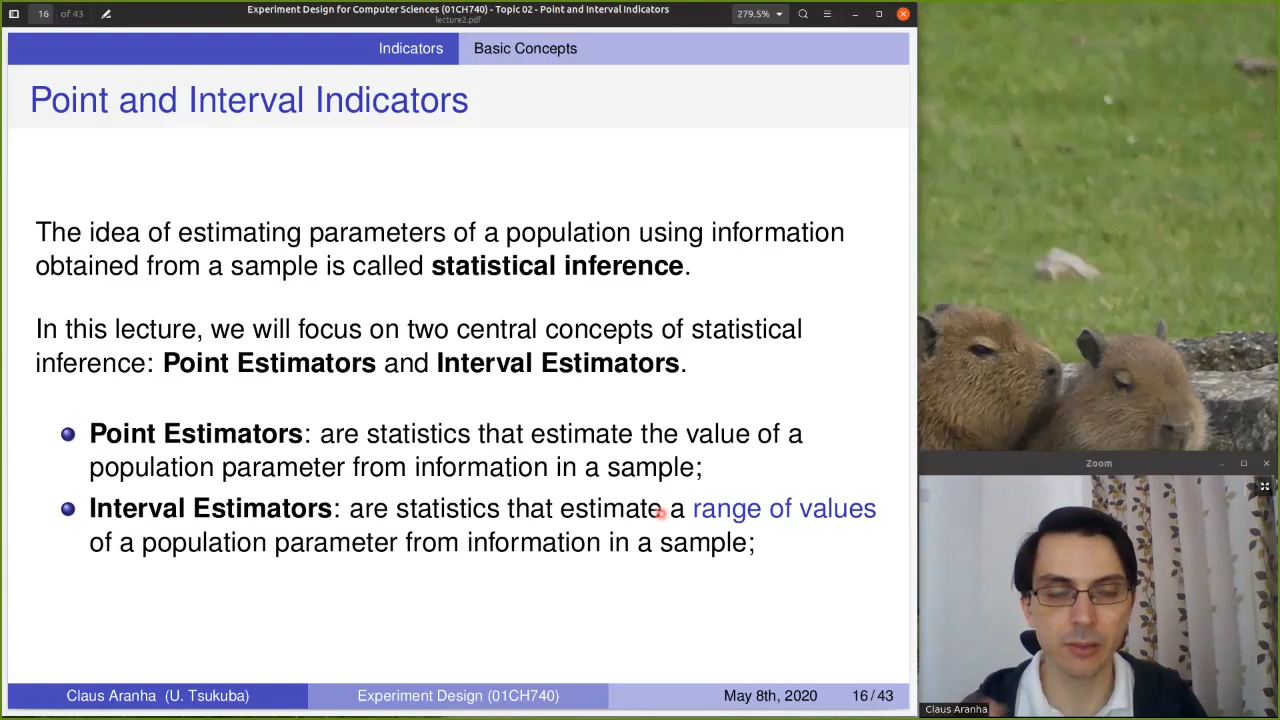 16 of 43
Experiment Design for Computer Sciences (01CH740) - Topic 02 - Point and Interval Indicators
lecture2.pdf
279.5%
Indicators
Basic Concepts
Point and Interval Indicators
The idea of estimating parameters of a population using information
obtained from a sample is called statistical inference.
In this lecture, we will focus on two central concepts of statistical
inference: Point Estimators and Interval Estimators.
Point Estimators: are statistics that estimate the value of a
population parameter from information in a sample;
Interval Estimators: are statistics that estimate a range of values
of a population parameter from information in a sample;
Claus Aranha (U. Tsukuba)
Experiment Design (01CH740)
May 8th, 2020
16/43
Zoom
Claus Aranha